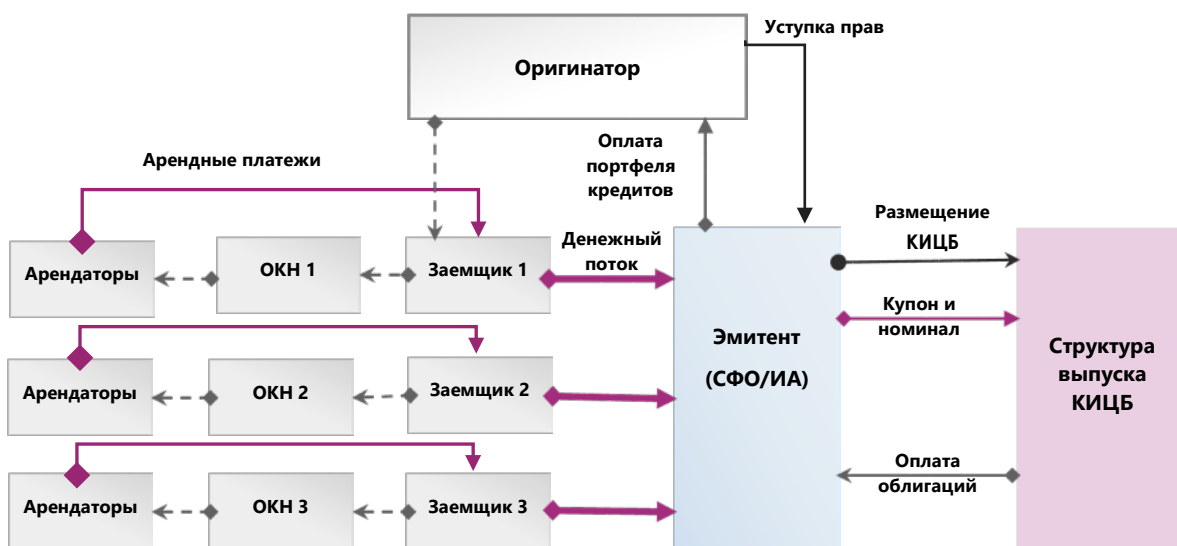 Уступка прав
Оригинатор
Оплата
портфеля
кредитов
Арендные платежи
Размещение
КИЦБ
Арендаторы
ОКН 1
Заемщик 1
Денежный
поток
Купон и
номинал
Эмитент
(СФО/ИА)
Структура
выпуска
КИЦБ
Арендаторы
ОКН 2
Заемщик 2
Оплата
облигаций
Арендаторы
ОКН 3
Заемщик 3